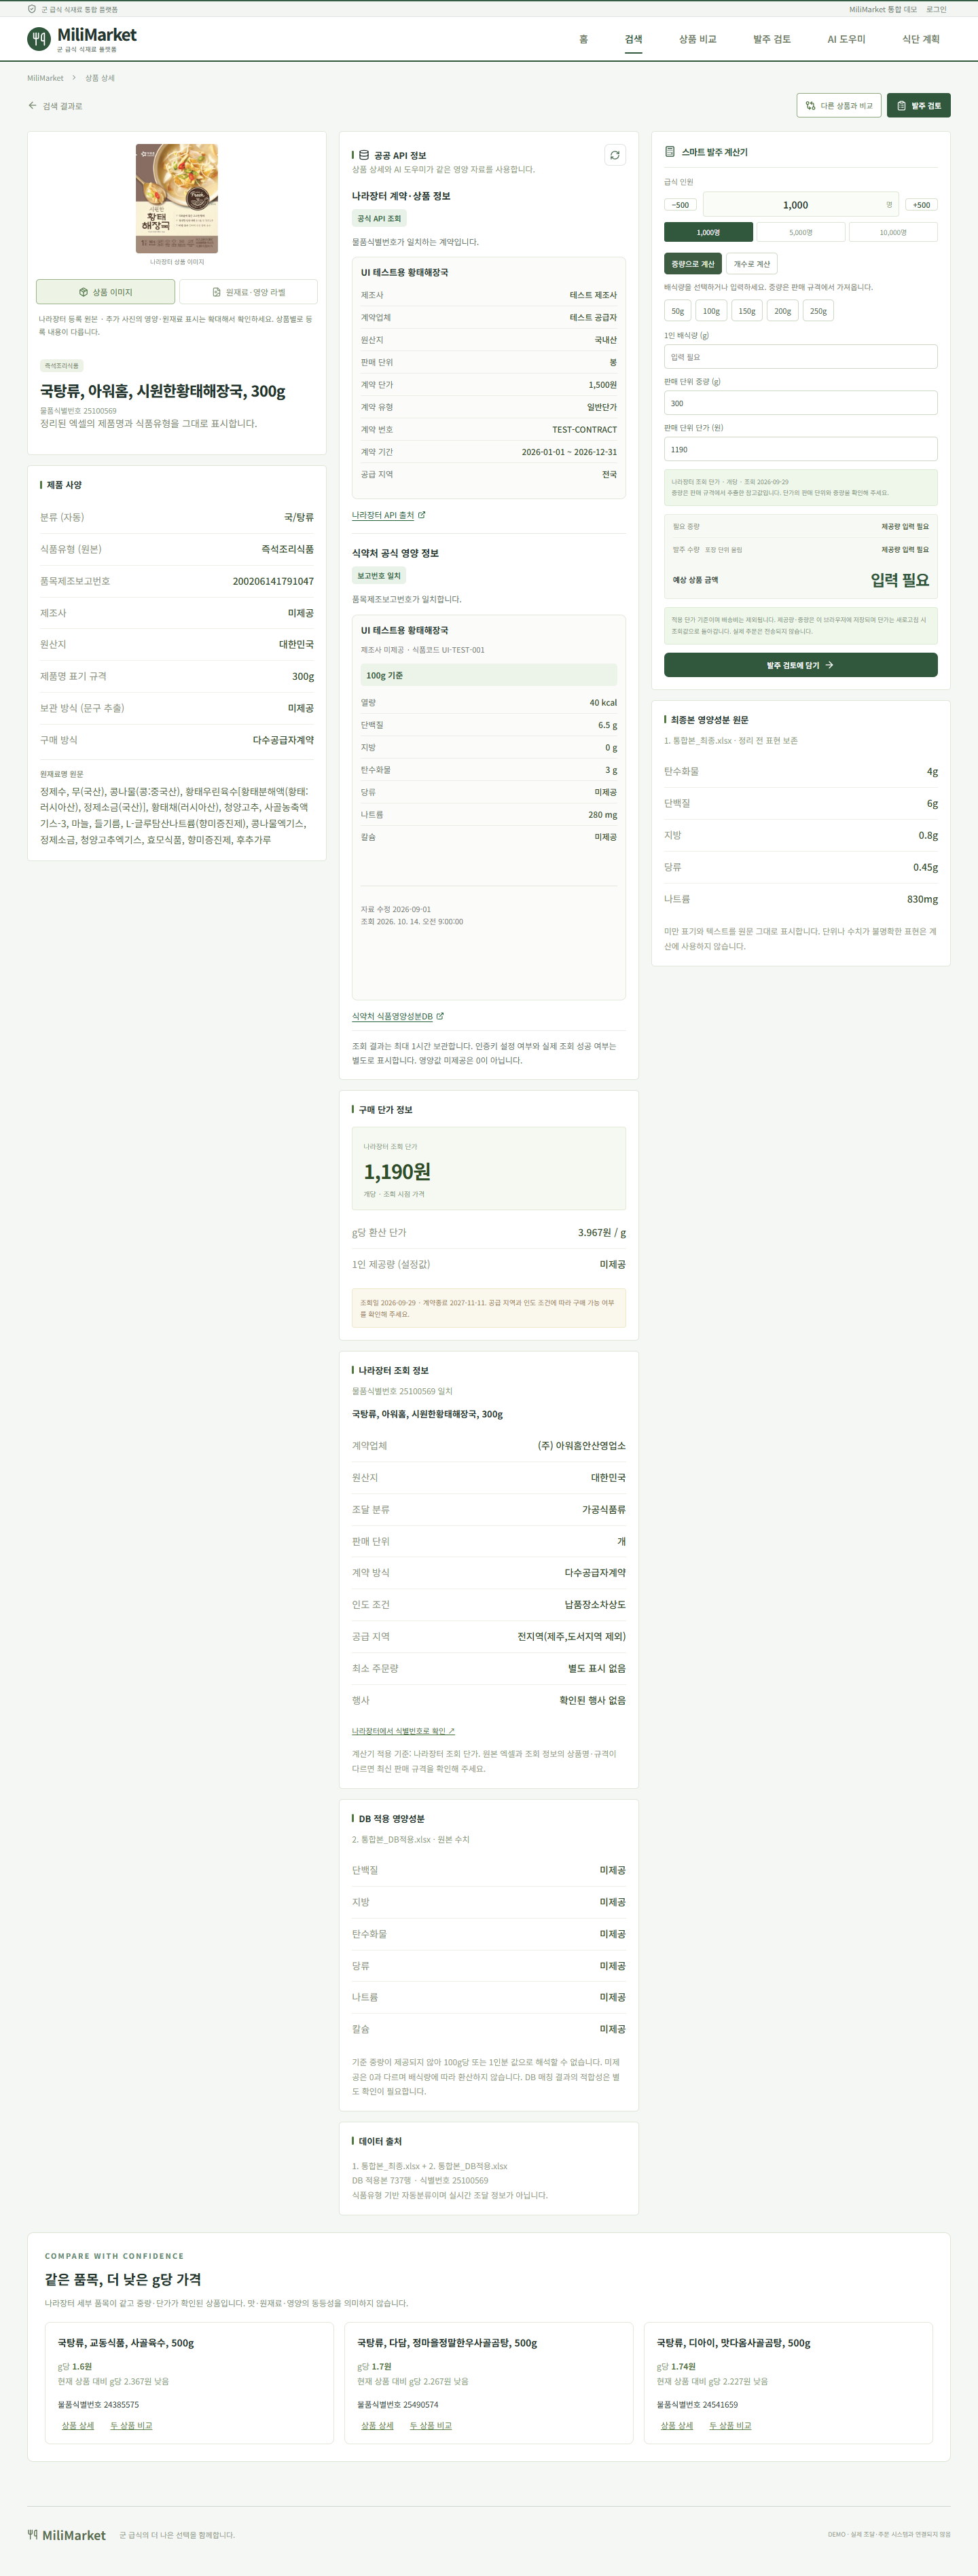 군 급식 식재료 통합 플랫폼
MiliMarket 통합 데모 로그인
MiliMarket
군 급식 식재료 플랫폼
홈 검색 상품 비교 발주 검토 AI 도우미 식단 계획
MiliMarket > 상품 상세
← 검색 결과로
다른 상품과 비교
발주 검토
시원한
황태
해장국
나라장터 상품 이미지
상품 이미지
원재료·영양 라벨
나라장터 등록 원본 · 추가 사진의 영양·원재료 표시는 확대해서 확인하세요. 상품별로 등
록 내용이 다릅니다.
즉석조리식품
국탕류, 아워홈, 시원한황태해장국, 300g
물품식별번호 25100569
정리된 엑셀의 제품명과 식품유형을 그대로 표시합니다.
제품 사양
분류 (자동) 국/탕류
식품유형 (원본) 즉석조리식품
품목제조보고번호 200206141791047
제조사 미제공
원산지 대한민국
제품명 표기 규격 300g
보관 방식 (문구 추출) 미제공
구매 방식 다수공급자계약
원재료명 원문
정제수, 무(국산), 콩나물(콩:중국산), 황태우린육수[황태분해액(황태:
러시아산), 정제소금(국산)], 황태채(러시아산), 청양고추, 사골농축액
기스-3, 마늘, 들기름, L-글루탐산나트륨(향미증진제), 콩나물엑기스,
정제소금, 청양고추엑기스, 효모식품, 향미증진제, 후추가루
공공 API 정보
상품 상세와 AI 도우미가 같은 영양 자료를 사용합니다.
나라장터 계약·상품 정보
공식 API 조회
물품식별번호가 일치하는 계약입니다.
UI 테스트용 황태해장국
제조사 테스트 제조사
계약업체 테스트 공급자
원산지 국내산
판매 단위 봉
계약 단가 1,500원
계약 유형 일반단가
계약 번호 TEST-CONTRACT
계약 기간 2026-01-01 ~ 2026-12-31
공급 지역 전국
나라장터 API 출처
식약처 공식 영양 정보
보고번호 일치
품목제조보고번호가 일치합니다.
UI 테스트용 황태해장국
제조사 미제공 · 식품코드 UI-TEST-001
100g 기준
열량 40 kcal
단백질 6.5 g
지방 0 g
탄수화물 3 g
당류 미제공
나트륨 280 mg
칼슘 미제공
자료 수정 2026-09-01
조회 2026. 10. 14. 오전 9:00:00
식약처 식품영양성분DB
조회 결과는 최대 1시간 보관합니다. 인증키 설정 여부와 실제 조회 성공 여부는
별도로 표시합니다. 영양값 미제공은 0이 아닙니다.
구매 단가 정보
나라장터 조회 단가
1,190원
개당 · 조회 시점 가격
g당 환산 단가 3.967원 / g
1인 제공량 (설정값) 미제공
조회일 2026-09-29 · 계약종료 2027-11-11. 공급 지역과 인도 조건에 따라 구매 가능 여부
를 확인해 주세요.
나라장터 조회 정보
물품식별번호 25100569 일치
국탕류, 아워홈, 시원한황태해장국, 300g
계약업체 (주) 아워홈안산영업소
원산지 대한민국
조달 분류 가공식품류
판매 단위 개
계약 방식 다수공급자계약
인도 조건 납품장소차상도
공급 지역 전지역(제주,도서지역 제외)
최소 주문량 별도 표시 없음
행사 확인된 행사 없음
나라장터에서 식별번호로 확인 ↗
계산기 적용 기준: 나라장터 조회 단가. 원본 엑셀과 조회 정보의 상품명·규격이
다르면 최신 판매 규격을 확인해 주세요.
DB 적용 영양성분
2. 통합본_DB적용.xlsx · 원본 수치
단백질 미제공
지방 미제공
탄수화물 미제공
당류 미제공
나트륨 미제공
칼슘 미제공
기준 중량이 제공되지 않아 100g당 또는 1인분 값으로 해석할 수 없습니다. 미제
공은 0과 다르며 배식량에 따라 환산하지 않습니다. DB 매칭 결과의 적합성은 별
도 확인이 필요합니다.
데이터 출처
1. 통합본_최종.xlsx + 2. 통합본_DB적용.xlsx
DB 적용본 737행 · 식별번호 25100569
식품유형 기반 자동분류이며 실시간 조달 정보가 아닙니다.
스마트 발주 계산기
급식 인원
−500 1,000 명 +500
1,000명 5,000명 10,000명
중량으로 계산 개수로 계산
배식량을 선택하거나 입력하세요. 중량은 판매 규격에서 가져옵니다.
50g 100g 150g 200g 250g
1인 배식량 (g)
입력 필요
판매 단위 중량 (g)
300
판매 단위 단가 (원)
1190
나라장터 조회 단가 · 개당 · 조회 2026-09-29
중량은 판매 규격에서 추출한 참고값입니다. 단가의 판매 단위와 중량을 확인해 주세요.
필요 중량 제공량 입력 필요
발주 수량 포장 단위 올림 제공량 입력 필요
예상 상품 금액 입력 필요
적용 단가 기준이며 배송비는 제외됩니다. 제공량·중량은 이 브라우저에 저장되며 단가는 새로고침 시
조회값으로 돌아갑니다. 실제 주문은 전송되지 않습니다.
발주 검토에 담기 →
최종본 영양성분 원문
1. 통합본_최종.xlsx · 정리 전 표현 보존
탄수화물 4g
단백질 6g
지방 0.8g
당류 0.45g
나트륨 830mg
미만 표기와 텍스트를 원문 그대로 표시합니다. 단위나 수치가 불명확한 표현은 계
산에 사용하지 않습니다.
COMPARE WITH CONFIDENCE
같은 품목, 더 낮은 g당 가격
나라장터 세부 품목이 같고 중량·단가가 확인된 상품입니다. 맛·원재료·영양의 동등성을 의미하지 않습니다.
국탕류, 교동식품, 사골육수, 500g
g당 1.6원
현재 상품 대비 g당 2.367원 낮음
물품식별번호 24385575
상품 상세 두 상품 비교
국탕류, 다담, 정마을정말한우사골곰탕, 500g
g당 1.7원
현재 상품 대비 g당 2.267원 낮음
물품식별번호 25490574
상품 상세 두 상품 비교
국탕류, 디아이, 맛다움사골곰탕, 500g
g당 1.74원
현재 상품 대비 g당 2.227원 낮음
물품식별번호 24541659
상품 상세 두 상품 비교
MiliMarket 군 급식의 더 나은 선택을 함께합니다.
DEMO · 실제 조달·주문 시스템과 연결되지 않음